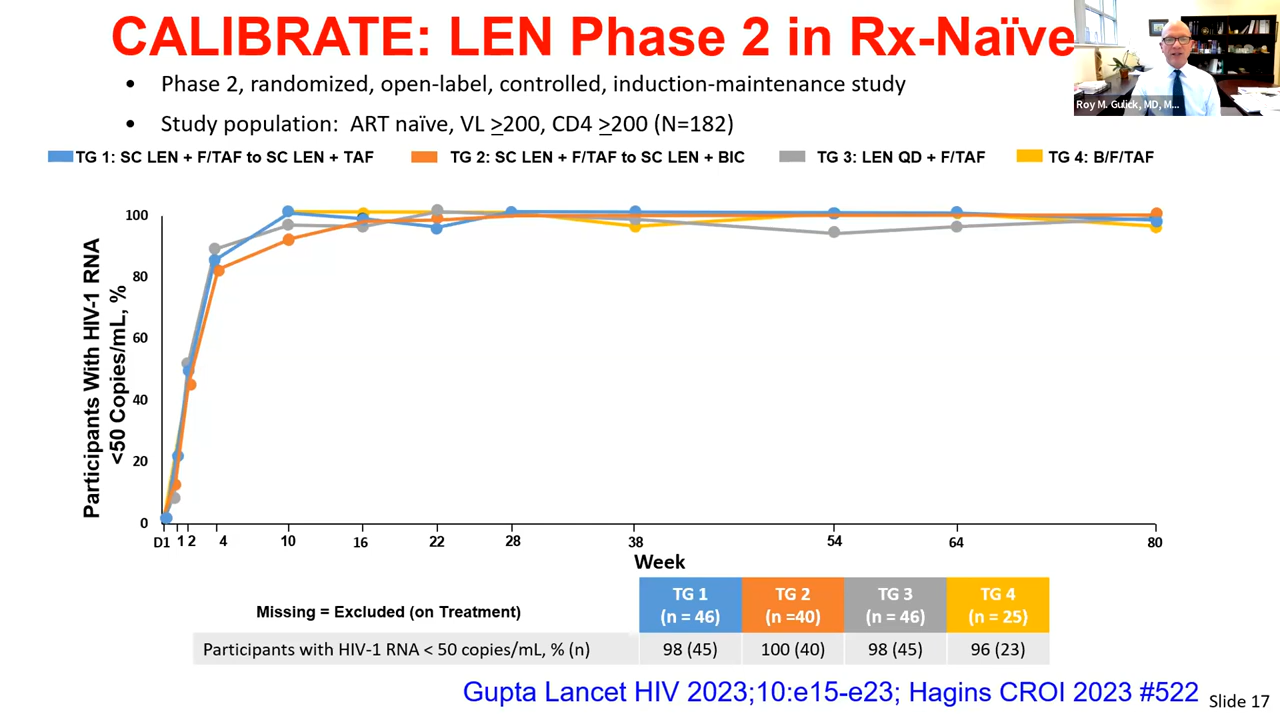 CALIBRATE: LEN Phase 2 in Rx-Naïve
Roy M. Gulick, MD, M...
• Phase 2, randomized, open-label, controlled, induction-maintenance study
• Study population: ART naïve, VL >200, CD4 >200 (N=182)
TG 1: SC LEN + F/TAF to SC LEN + TAF
TG 2: SC LEN + F/TAF to SC LEN + BIC
TG 3: LEN QD + F/TAF
TG 4: B/F/TAF
Participants With HIV-1 RNA
<50 Copies/mL, %
100
80
60
40
20
0
D1 1 2 4 10 16 22 28 38 54 64 80
Week
TG 1 TG 2 TG 3 TG 4
Missing = Excluded (on Treatment) (n = 46) (n =40) (n = 46) (n = 25)
Participants with HIV-1 RNA < 50 copies/mL, % (n) 98 (45) 100 (40) 98 (45) 96 (23)
Gupta Lancet HIV 2023;10:e15-e23; Hagins CROI 2023 #522
Slide 17